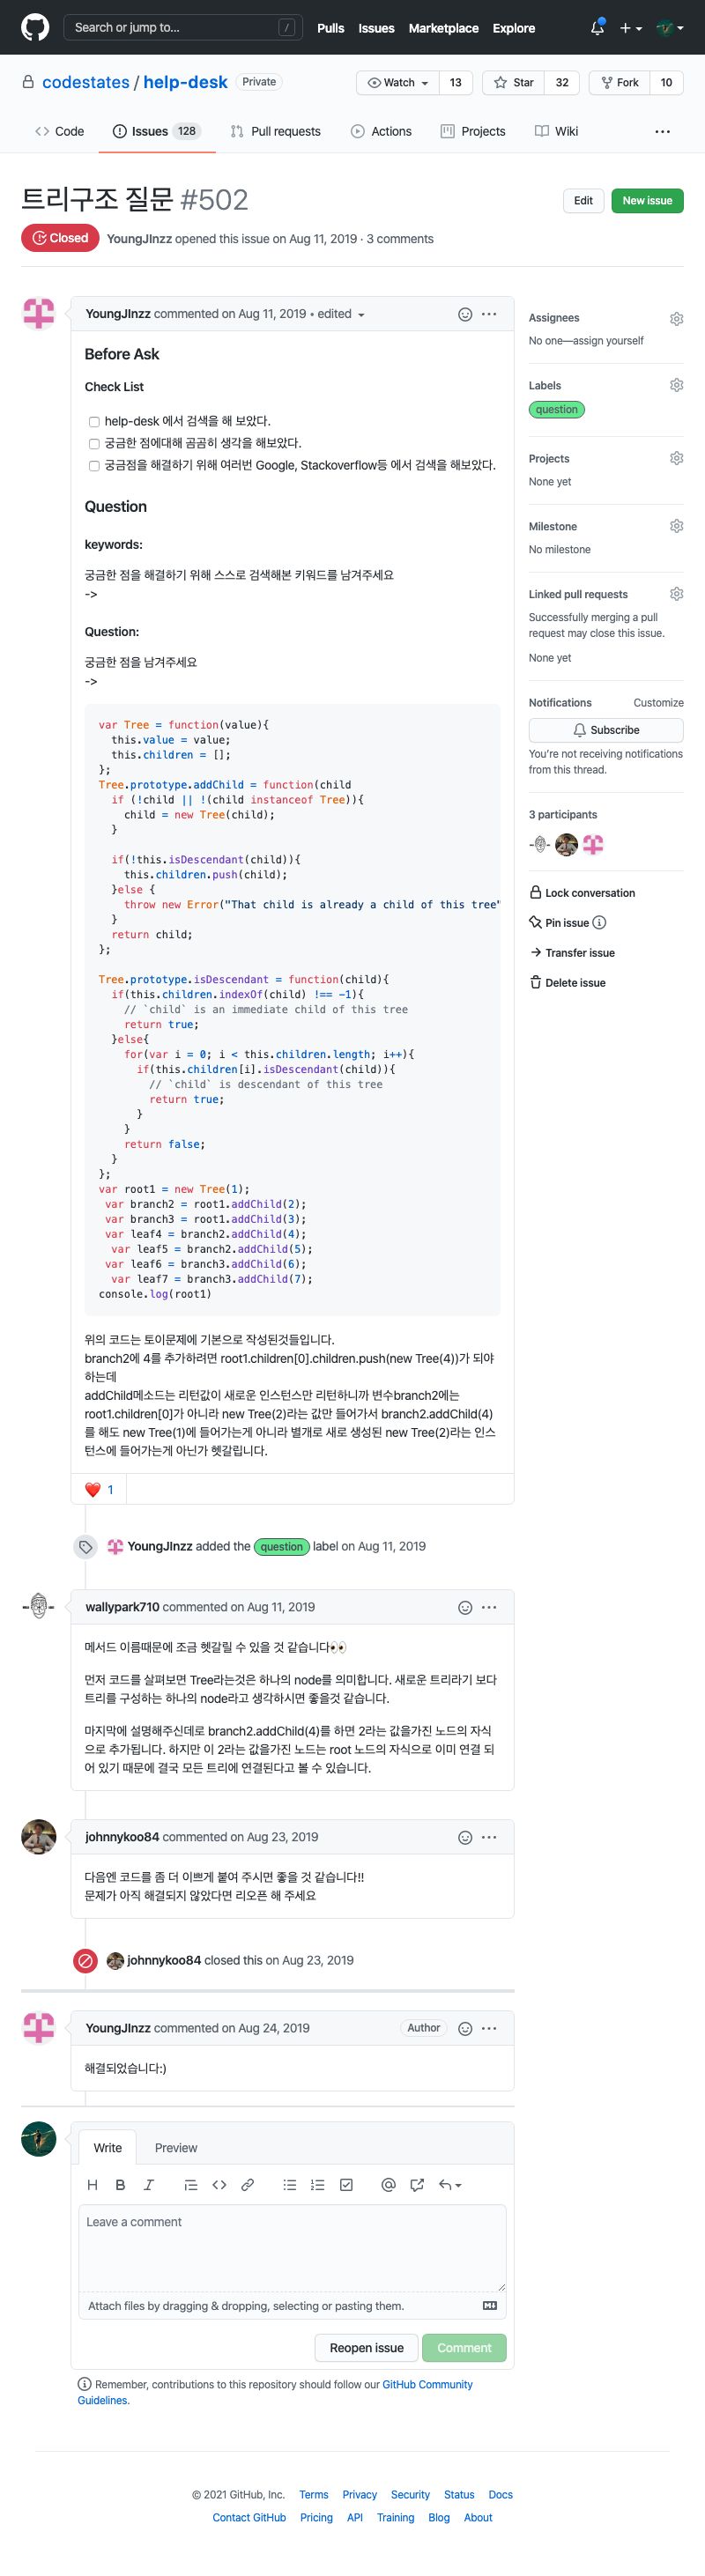 Search or jump to... /
Pulls Issues Marketplace Explore
codestates / help-desk Private
Watch 13 Star 32 Fork 10
Code Issues 128 Pull requests Actions Projects Wiki ...
트리구조 질문 #502
Edit New issue
Closed YoungJInzz opened this issue on Aug 11, 2019 · 3 comments
YoungJInzz commented on Aug 11, 2019 • edited
Before Ask
Check List
help-desk 에서 검색을 해 보았다.
궁금한 점에대해 곰곰히 생각을 해보았다.
궁금점을 해결하기 위해 여러번 Google, Stackoverflow등 에서 검색을 해보았다.
Question
keywords:
궁금한 점을 해결하기 위해 스스로 검색해본 키워드를 남겨주세요
->
Question:
궁금한 점을 남겨주세요
->
var Tree = function(value){
this.value = value;
this.children = [];
};
Tree.prototype.addChild = function(child
if (!child || !(child instanceof Tree)){
child = new Tree(child);
}
if(!this.isDescendant(child)){
this.children.push(child);
}else {
throw new Error("That child is already a child of this tree"
}
return child;
};
Tree.prototype.isDescendant = function(child){
if(this.children.indexOf(child) !== -1){
// `child` is an immediate child of this tree
return true;
}else{
for(var i = 0; i < this.children.length; i++){
if(this.children[i].isDescendant(child)){
// `child` is descendant of this tree
return true;
}
}
return false;
}
};
var root1 = new Tree(1);
var branch2 = root1.addChild(2);
var branch3 = root1.addChild(3);
var leaf4 = branch2.addChild(4);
var leaf5 = branch2.addChild(5);
var leaf6 = branch3.addChild(6);
var leaf7 = branch3.addChild(7);
console.log(root1)
위의 코드는 토이문제에 기본으로 작성된것들입니다.
branch2에 4를 추가하려면 root1.children[0].children.push(new Tree(4))가 되야
하는데
addChild메소드는 리턴값이 새로운 인스턴스만 리턴하니까 변수branch2에는
root1.children[0]가 아니라 new Tree(2)라는 값만 들어가서 branch2.addChild(4)
를 해도 new Tree(1)에 들어가는게 아니라 별개로 새로 생성된 new Tree(2)라는 인스
턴스에 들어가는게 아닌가 헷갈립니다.
❤️ 1
YoungJInzz added the question label on Aug 11, 2019
wallypark710 commented on Aug 11, 2019
메서드 이름때문에 조금 헷갈릴 수 있을 것 같습니다👀
먼저 코드를 살펴보면 Tree라는것은 하나의 node를 의미합니다. 새로운 트리라기 보다
트리를 구성하는 하나의 node라고 생각하시면 좋을것 같습니다.
마지막에 설명해주신데로 branch2.addChild(4)를 하면 2라는 값을가진 노드의 자식
으로 추가됩니다. 하지만 이 2라는 값을가진 노드는 root 노드의 자식으로 이미 연결 되
어 있기 때문에 결국 모든 트리에 연결된다고 볼 수 있습니다.
johnnykoo84 commented on Aug 23, 2019
다음엔 코드를 좀 더 이쁘게 붙여 주시면 좋을 것 같습니다!!
문제가 아직 해결되지 않았다면 리오픈 해 주세요
johnnykoo84 closed this on Aug 23, 2019
YoungJInzz commented on Aug 24, 2019 Author
해결되었습니다:)
Write Preview
Leave a comment
Attach files by dragging & dropping, selecting or pasting them.
Reopen issue Comment
Remember, contributions to this repository should follow our GitHub Community
Guidelines.
Assignees
No one—assign yourself
Labels
question
Projects
None yet
Milestone
No milestone
Linked pull requests
Successfully merging a pull
request may close this issue.
None yet
Notifications Customize
Subscribe
You're not receiving notifications
from this thread.
3 participants
Lock conversation
Pin issue
Transfer issue
Delete issue
© 2021 GitHub, Inc. Terms Privacy Security Status Docs
Contact GitHub Pricing API Training Blog About